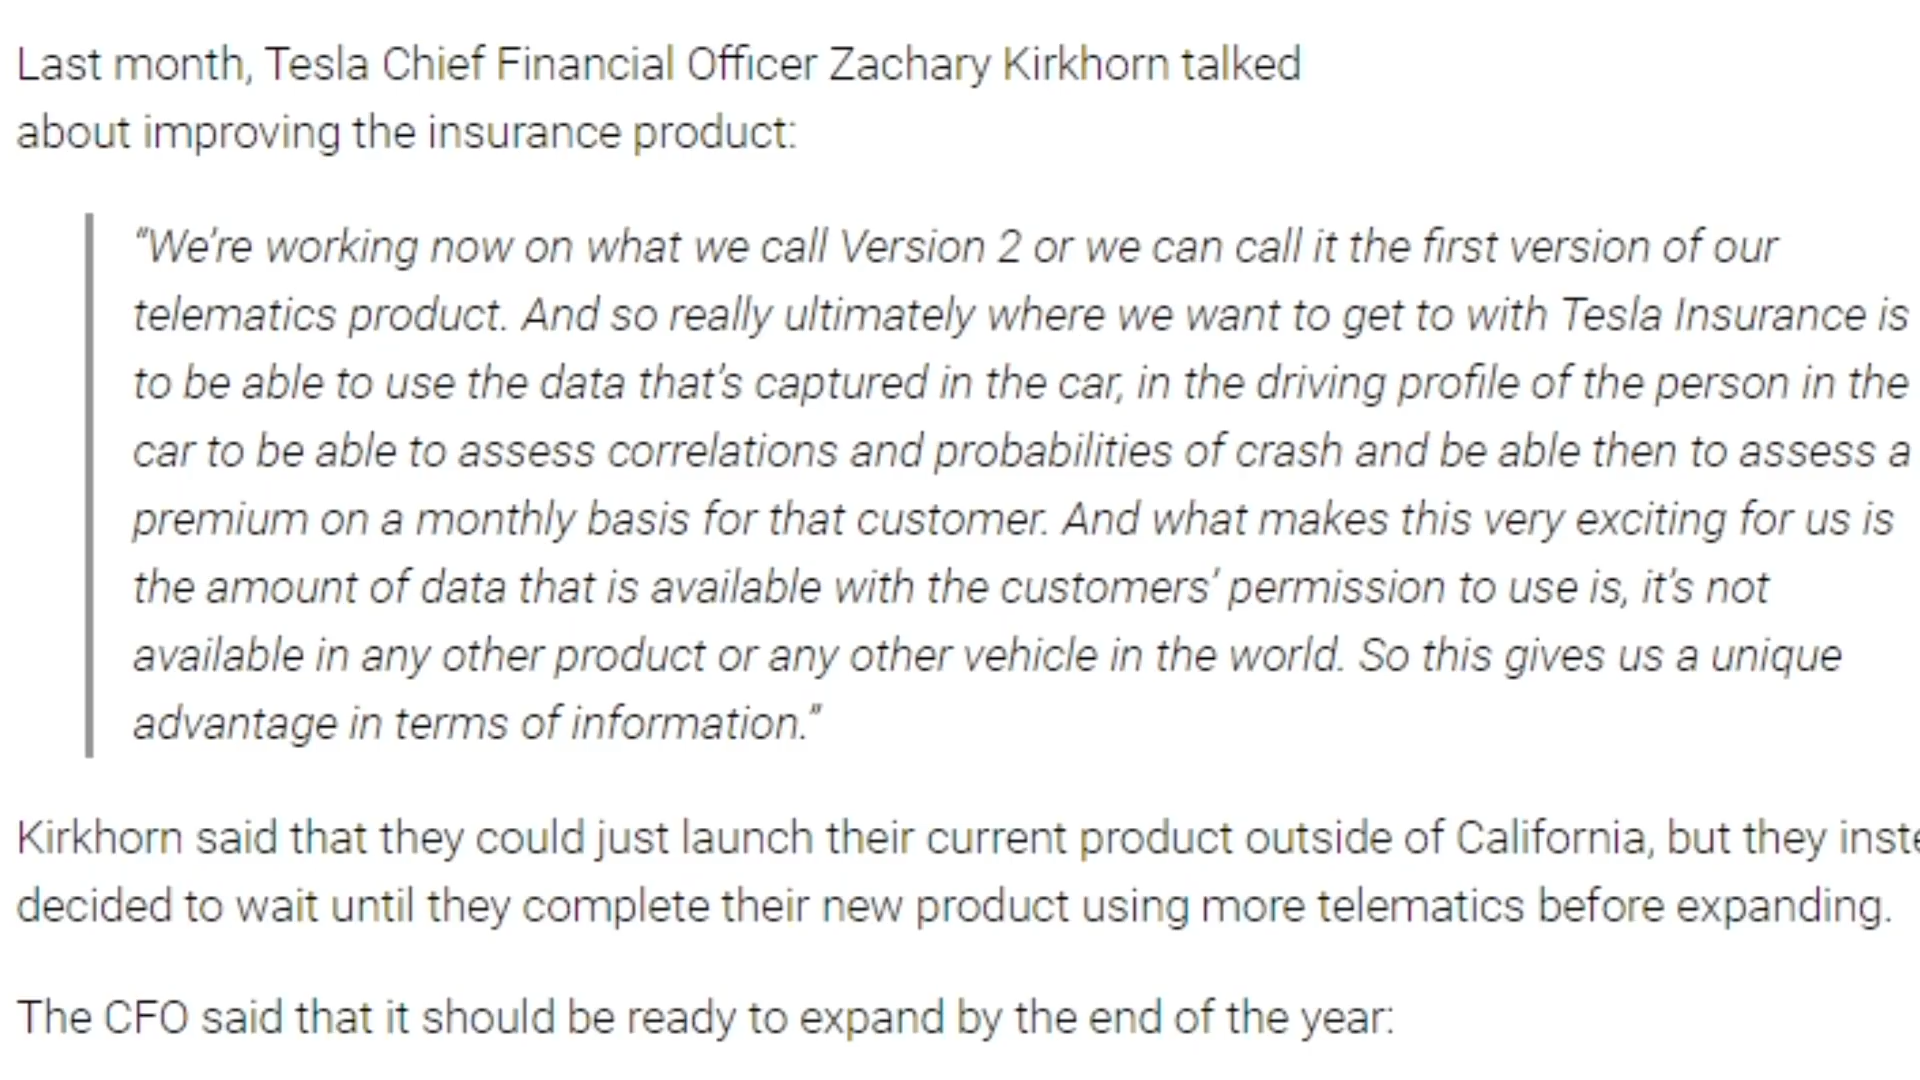 Last month, Tesla Chief Financial Officer Zachary Kirkhorn talked
about improving the insurance product:
“We’re working now on what we call Version 2 or we can call it the first version of our
telematics product. And so really ultimately where we want to get to with Tesla Insurance is
to be able to use the data that’s captured in the car, in the driving profile of the person in the
car to be able to assess correlations and probabilities of crash and be able then to assess a
premium on a monthly basis for that customer. And what makes this very exciting for us is
the amount of data that is available with the customers’ permission to use is, it’s not
available in any other product or any other vehicle in the world. So this gives us a unique
advantage in terms of information.”
Kirkhorn said that they could just launch their current product outside of California, but they
decided to wait until they complete their new product using more telematics before expanding.
The CFO said that it should be ready to expand by the end of the year: